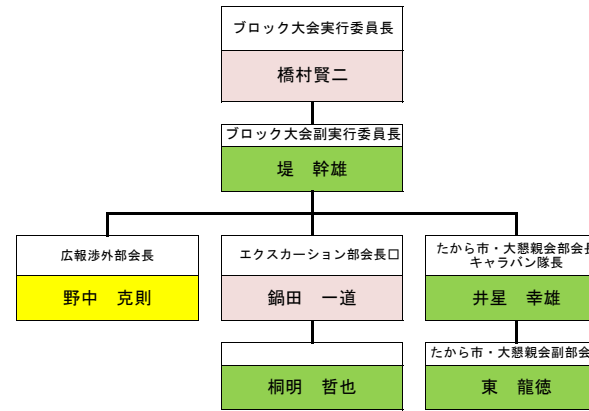 ブロック大会実行委員長
橋村賢二
ブロック大会副実行委員長
堤　幹雄
広報渉外部会長
野中　克則
エクスカーション部会長□
鍋田　一道
たから市・大懇親会部会長
キャラバン隊長
井星　幸雄
桐明　哲也
たから市・大懇親会副部会
東　龍徳